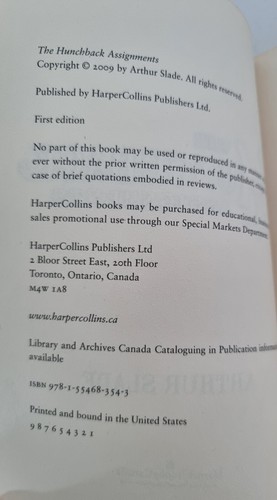 The Hunchback Assignments
Copyright © 2009 by Arthur Slade. All rights reserved.
Published by HarperCollins Publishers Ltd.
First edition
No part of this book may be used or reproduced in any
ever without the prior written permission of the publisher,
case of brief quotations embodied in reviews.
HarperCollins books may be purchased for educational,
sales promotional use through our Special Markets Department.
HarperCollins Publishers Ltd
2 Bloor Street East, 20th Floor
Toronto, Ontario, Canada
M4W 1A8
www.harpercollins.ca
Library and Archives Canada Cataloguing in Publication
available
ISBN 978-1-55468-354-3
Printed and bound in the United States
9 8 7 6 5 4 3 2 1